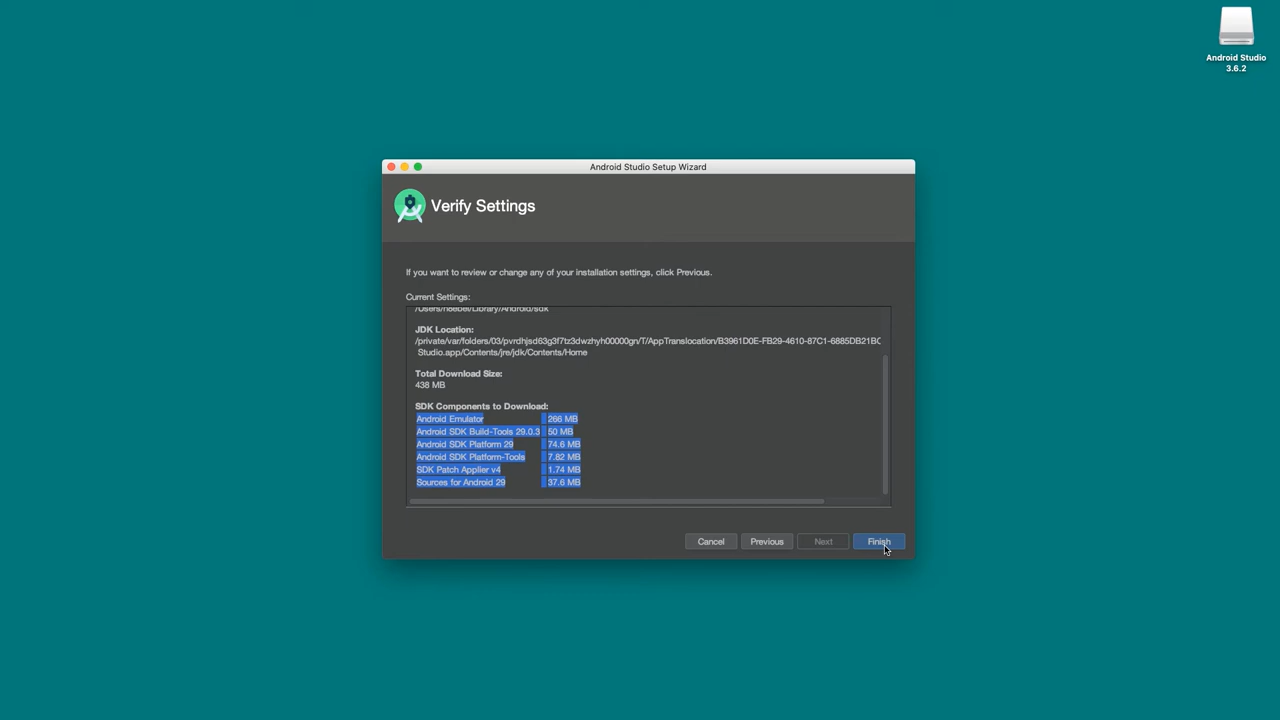 Android Studio
3.6.2
Android Studio Setup Wizard
Verify Settings
If you want to review or change any of your installation settings, click Previous.
Current Settings:
JDK Location:
/private/var/folders/03/pvrdhjsd63g3f7tz3dwzhyh00000gn/T/AppTranslocation/B3961D0E-FB29-4610-87C1-6885DB21BC
Studio.app/Contents/jre/jdk/Contents/Home
Total Download Size:
438 MB
SDK Components to Download:
Android Emulator 266 MB
Android SDK Build-Tools 29.0.3 50 MB
Android SDK Platform 29 74.6 MB
Android SDK Platform-Tools 7.82 MB
SDK Patch Applier v4 1.74 MB
Sources for Android 29 37.6 MB
Cancel Previous Next Finish